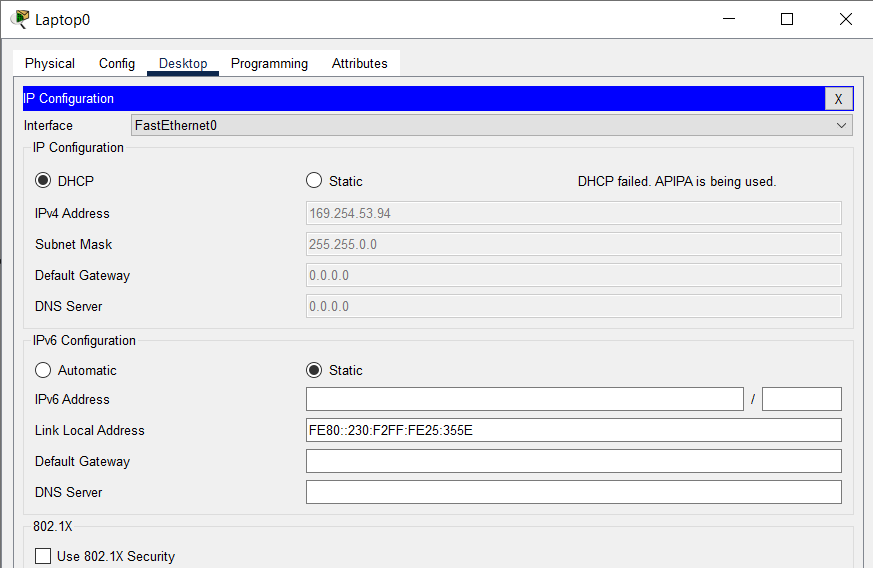 Laptop0
Physical Config Desktop Programming Attributes
IP Configuration X
Interface FastEthernet0
IP Configuration
DHCP Static DHCP failed. APIPA is being used.
IPv4 Address 169.254.53.94
Subnet Mask 255.255.0.0
Default Gateway 0.0.0.0
DNS Server 0.0.0.0
IPv6 Configuration
Automatic Static
IPv6 Address /
Link Local Address FE80::230:F2FF:FE25:355E
Default Gateway
DNS Server
802.1X
Use 802.1X Security